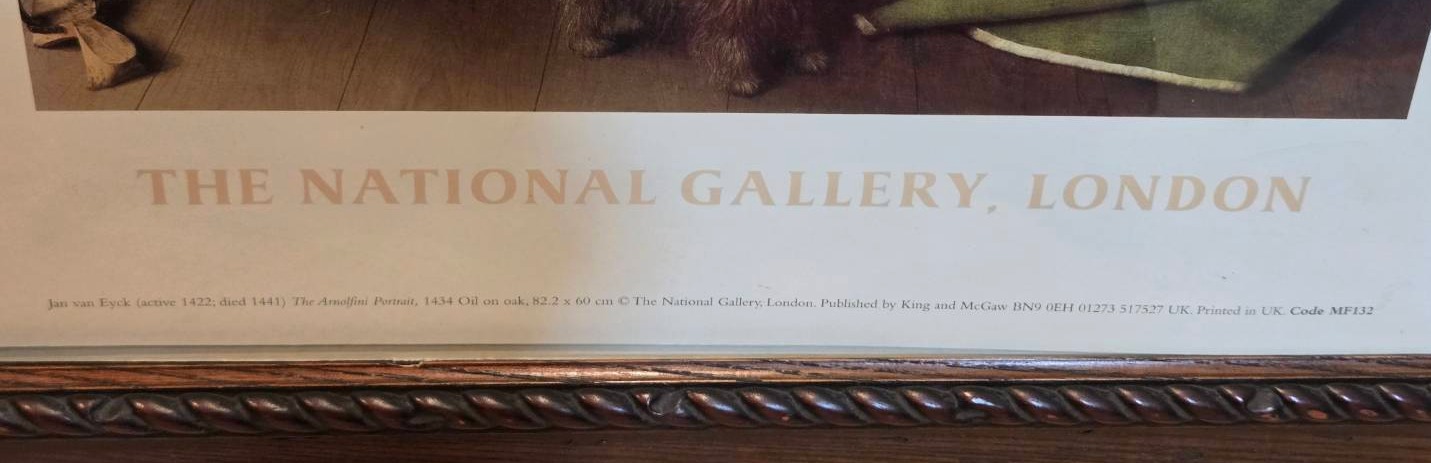 THE NATIONAL GALLERY, LONDON
Jan van Eyck (active 1422; died 1441) The Arnolfini Portrait, 1434 Oil on oak, 82.2 x 60 cm © The National Gallery, London. Published by King and McGaw BN9 0EH 01273 517527 UK. Printed in UK. Code MF132